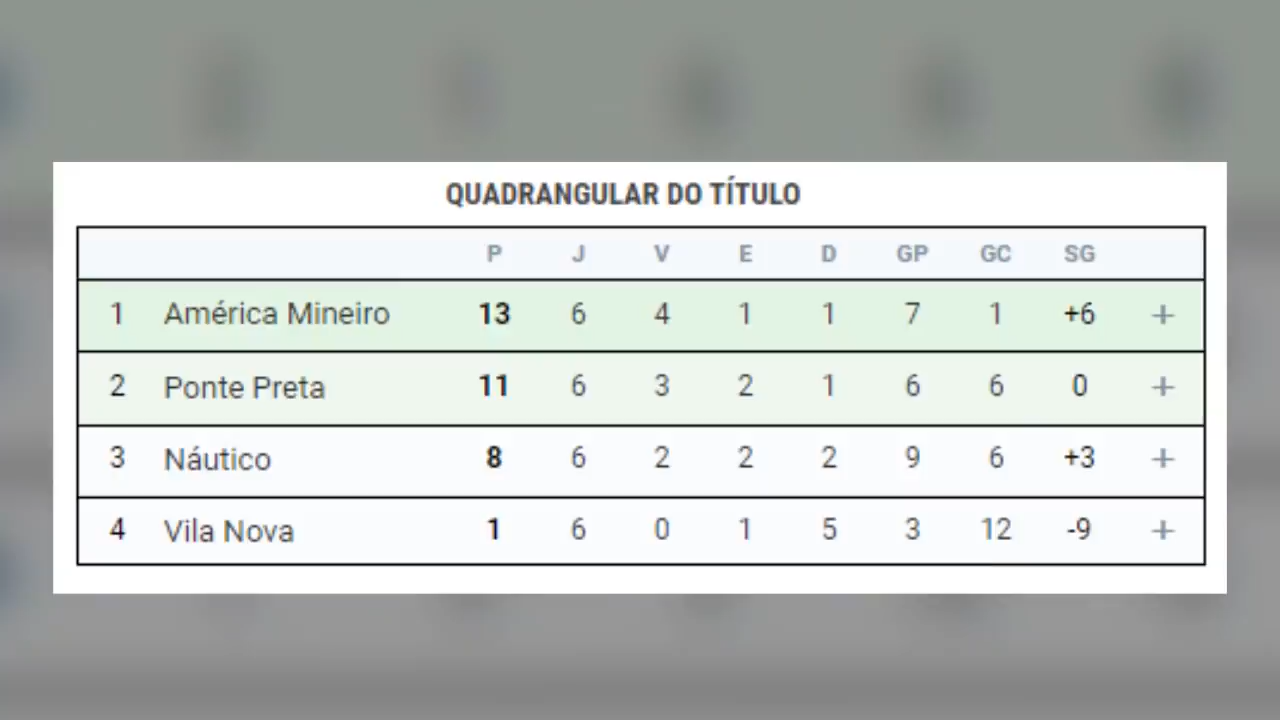 QUADRANGULAR DO TÍTULO
P J V E D GP GC SG
1 América Mineiro 13 6 4 1 1 7 1 +6 +
2 Ponte Preta 11 6 3 2 1 6 6 0 +
3 Náutico 8 6 2 2 2 9 6 +3 +
4 Vila Nova 1 6 0 1 5 3 12 -9 +